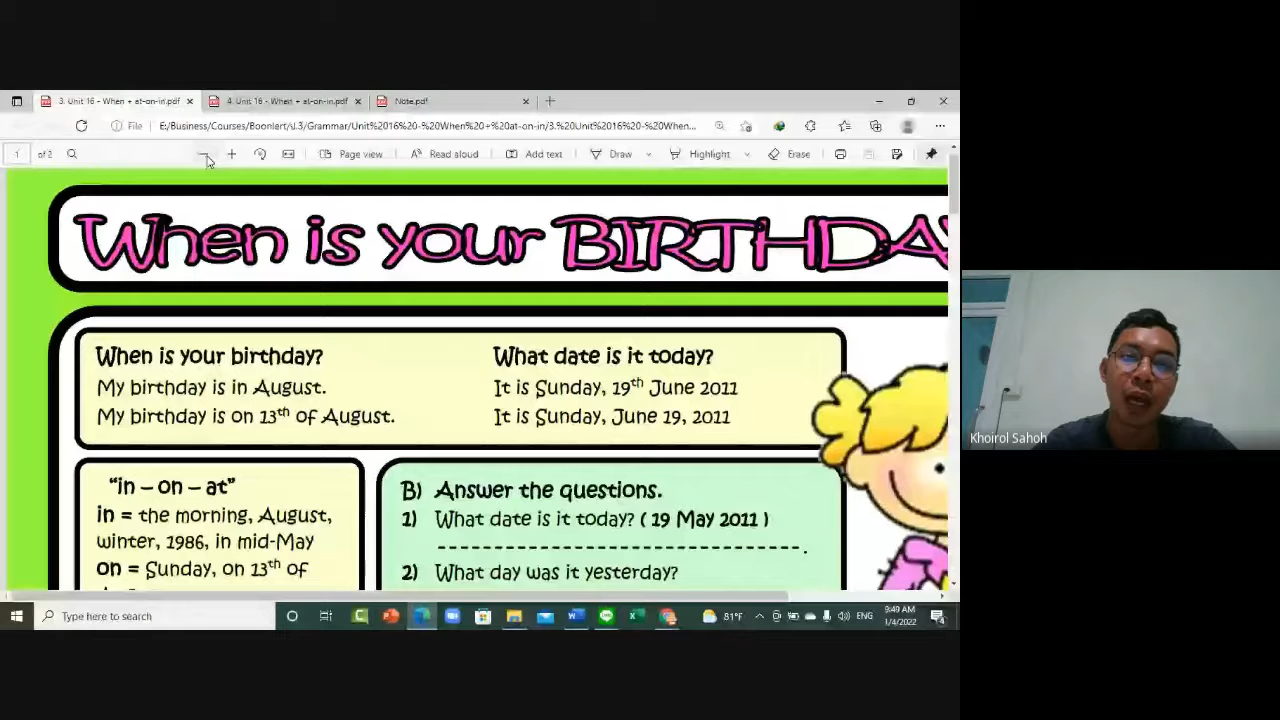 3. Unit 16 - When + at-on-in.pdf
4. Unit 16 - When + at-on-in.pdf
Note.pdf
File
E:/Business/Courses/Boonlert/J.3/Grammar/Unit%2016%20-%20When%20+%20at-on-in/3.%20Unit%2016%20-%20When...
1 of 2
Page view
Read aloud
Add text
Draw
Highlight
Erase
When is your BIRTHDAY
When is your birthday?
My birthday is in August.
My birthday is on 13th of August.
What date is it today?
It is Sunday, 19th June 2011
It is Sunday, June 19, 2011
"in – on – at"
in = the morning, August,
winter, 1986, in mid-May
on = Sunday, on 13th of
B) Answer the questions.
1) What date is it today? ( 19 May 2011 )
2) What day was it yesterday?
Khoirol Sahoh
Type here to search
81°F
ENG
9:49 AM
1/4/2022